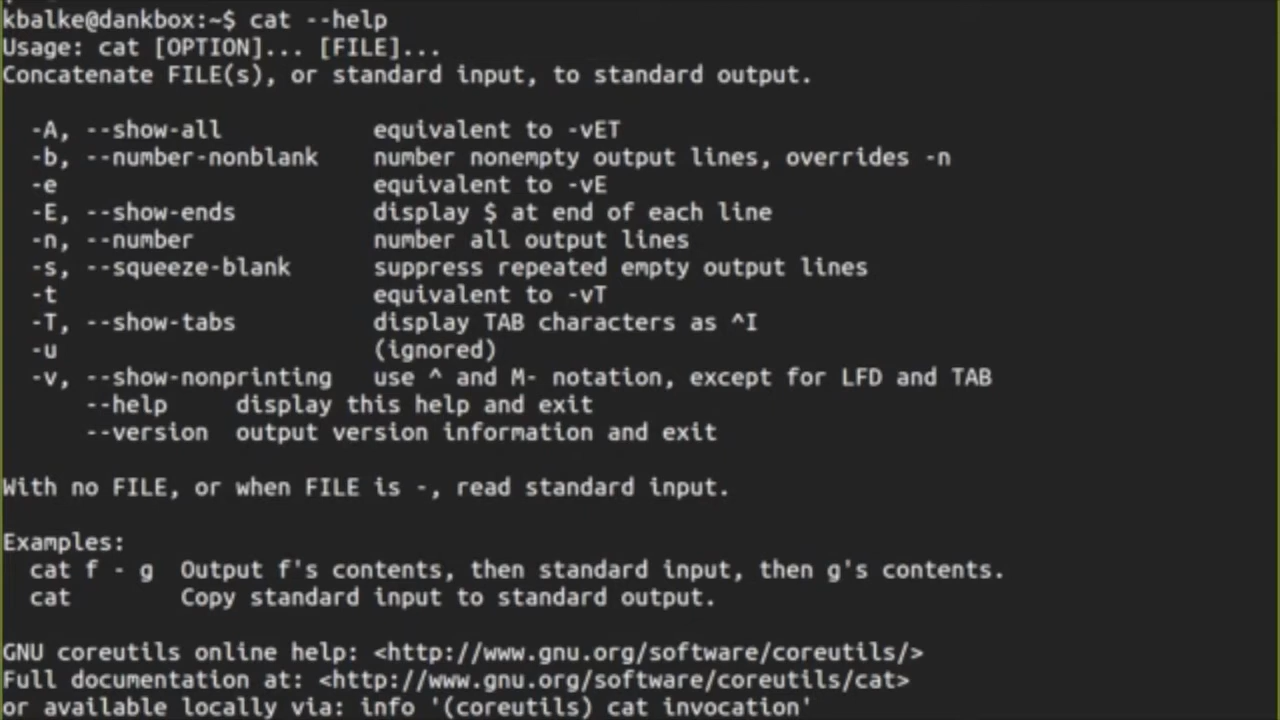 kbalke@dankbox:~$ cat --help
Usage: cat [OPTION]... [FILE]...
Concatenate FILE(s), or standard input, to standard output.

  -A, --show-all           equivalent to -vET
  -b, --number-nonblank    number nonempty output lines, overrides -n
  -e                       equivalent to -vE
  -E, --show-ends          display $ at end of each line
  -n, --number             number all output lines
  -s, --squeeze-blank      suppress repeated empty output lines
  -t                       equivalent to -vT
  -T, --show-tabs          display TAB characters as ^I
  -u                       (ignored)
  -v, --show-nonprinting   use ^ and M- notation, except for LFD and TAB
      --help     display this help and exit
      --version  output version information and exit

With no FILE, or when FILE is -, read standard input.

Examples:
  cat f - g  Output f's contents, then standard input, then g's contents.
  cat        Copy standard input to standard output.

GNU coreutils online help: <http://www.gnu.org/software/coreutils/>
Full documentation at: <http://www.gnu.org/software/coreutils/cat>
or available locally via: info '(coreutils) cat invocation'